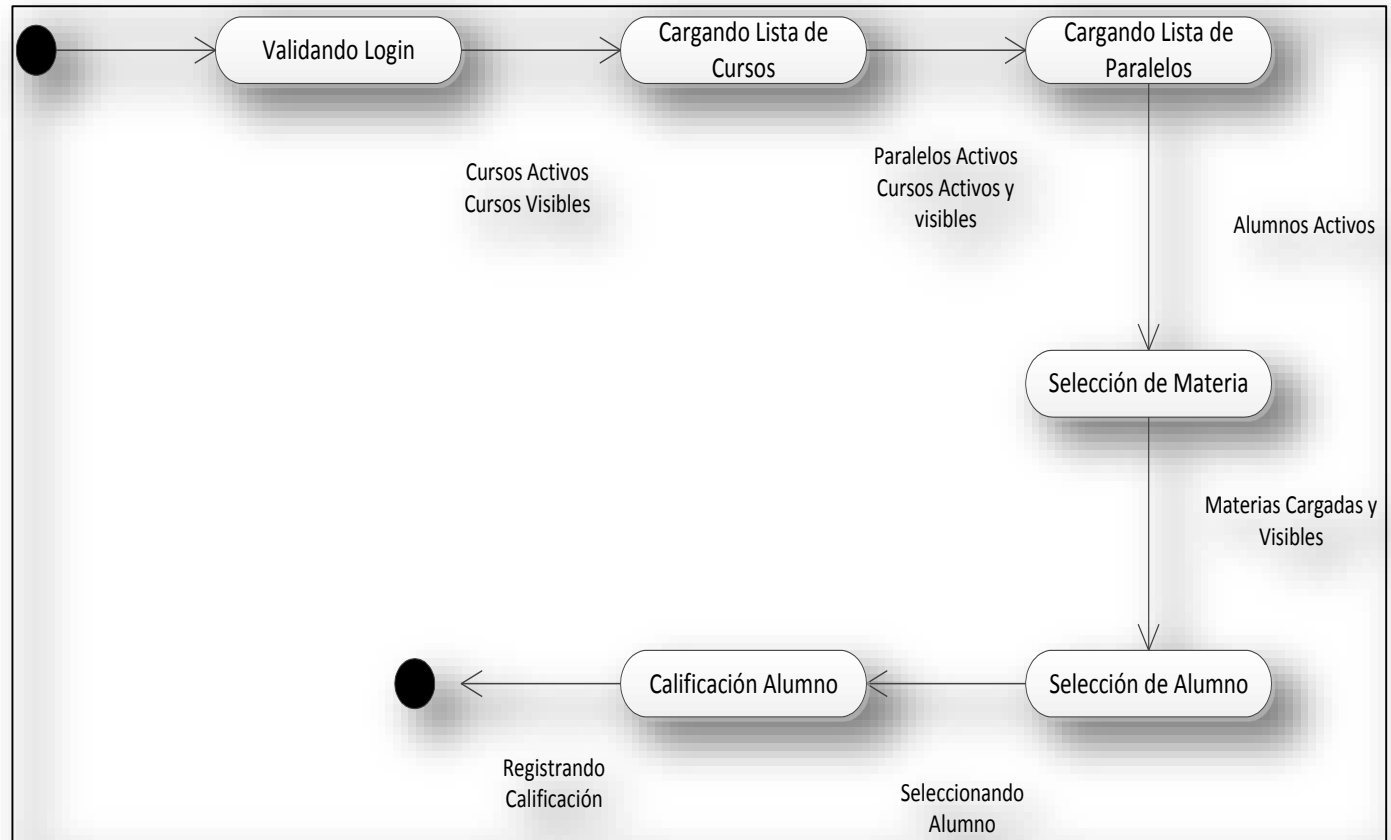 Validando Login
Cargando Lista de
Cursos
Cargando Lista de
Paralelos
Cursos Activos
Cursos Visibles
Paralelos Activos
Cursos Activos y
visibles
Alumnos Activos
Selección de Materia
Materias Cargadas y
Visibles
Calificación Alumno
Selección de Alumno
Registrando
Calificación
Seleccionando
Alumno